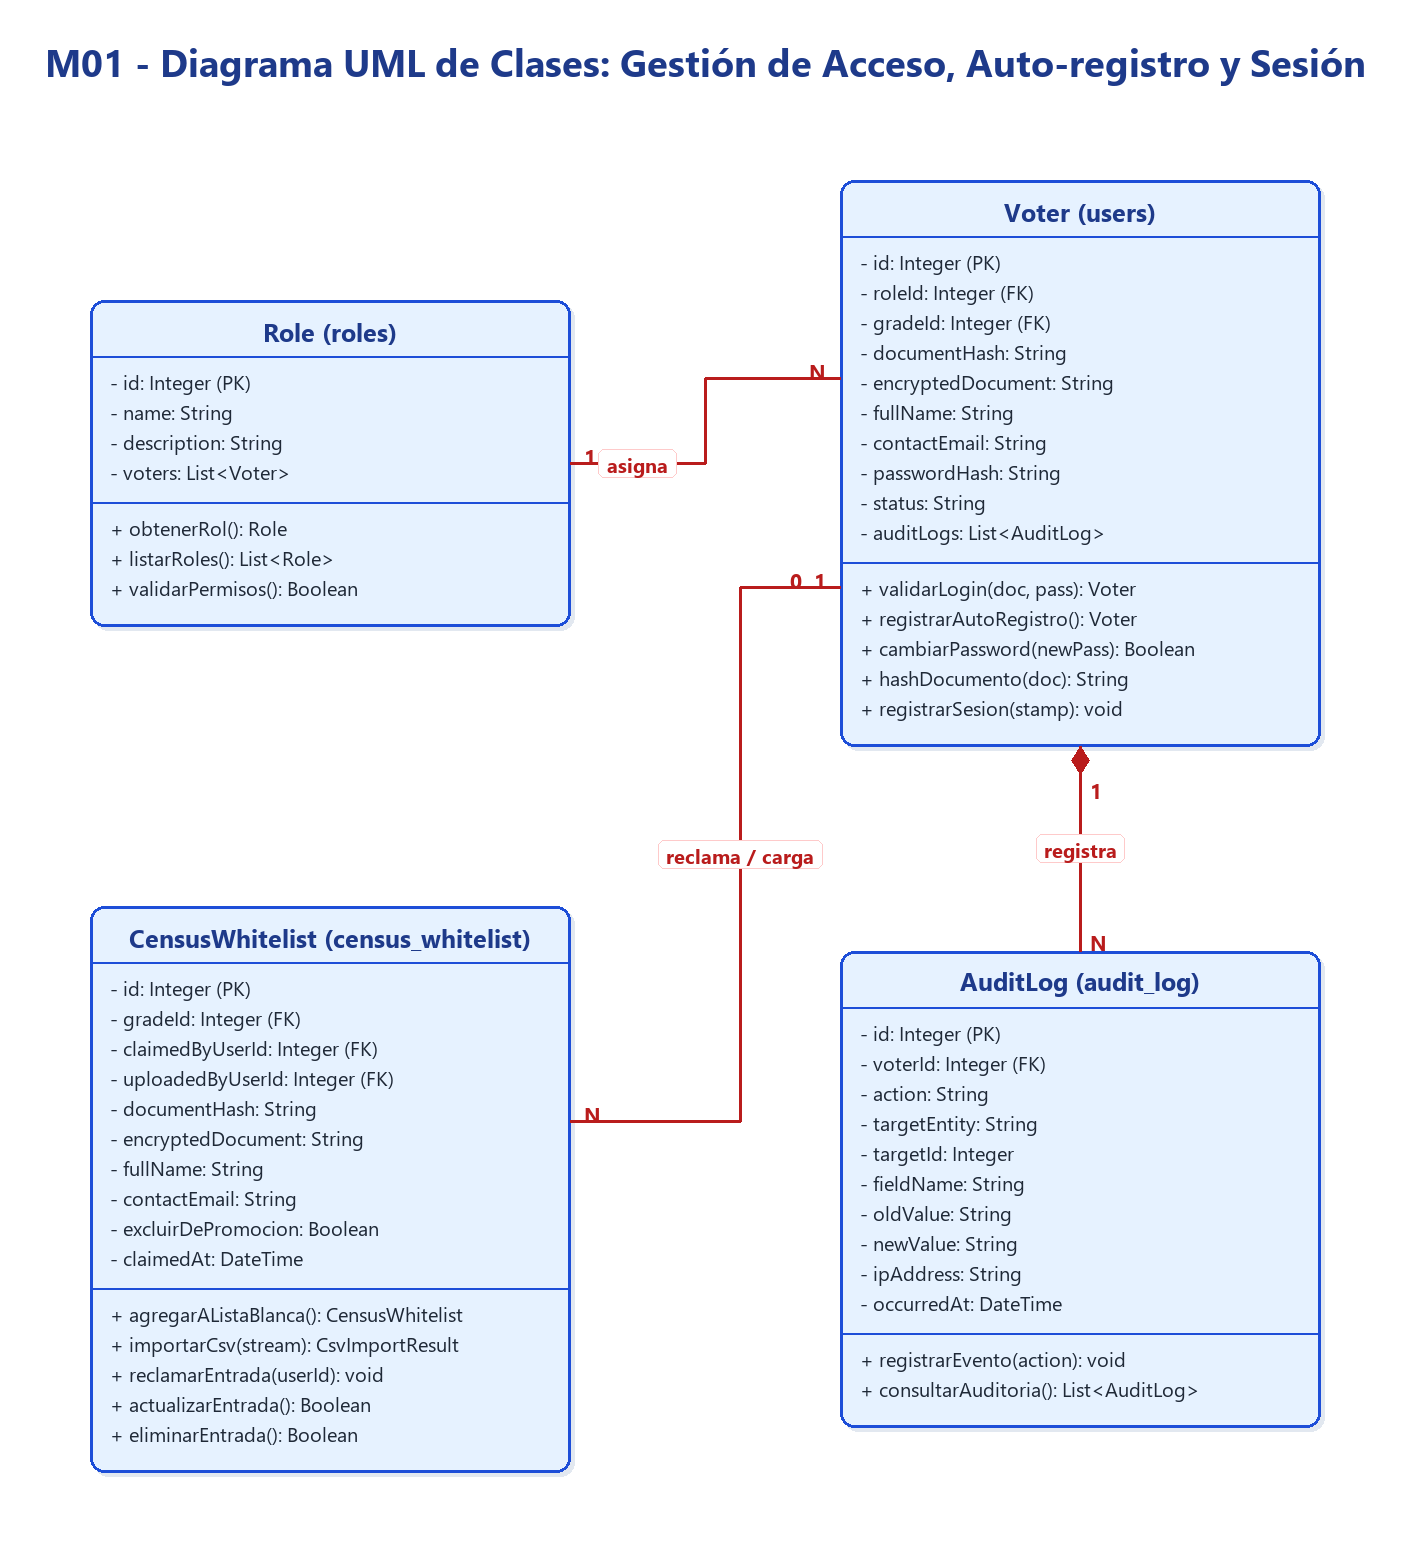 M01 - Diagrama UML de Clases: Gestión de Acceso, Auto-registro y Sesión
Role (roles)
- id: Integer (PK)
- name: String
- description: String
- voters: List<Voter>
+ obtenerRol(): Role
+ listarRoles(): List<Role>
+ validarPermisos(): Boolean
1
asigna
N
Voter (users)
- id: Integer (PK)
- roleId: Integer (FK)
- gradeId: Integer (FK)
- documentHash: String
- encryptedDocument: String
- fullName: String
- contactEmail: String
- passwordHash: String
- status: String
- auditLogs: List<AuditLog>
+ validarLogin(doc, pass): Voter
+ registrarAutoRegistro(): Voter
+ cambiarPassword(newPass): Boolean
+ hashDocumento(doc): String
+ registrarSesion(stamp): void
0..1
reclama / carga
N
1
registra
N
CensusWhitelist (census_whitelist)
- id: Integer (PK)
- gradeId: Integer (FK)
- claimedByUserId: Integer (FK)
- uploadedByUserId: Integer (FK)
- documentHash: String
- encryptedDocument: String
- fullName: String
- contactEmail: String
- excluirDePromocion: Boolean
- claimedAt: DateTime
+ agregarAListaBlanca(): CensusWhitelist
+ importarCsv(stream): CsvImportResult
+ reclamarEntrada(userId): void
+ actualizarEntrada(): Boolean
+ eliminarEntrada(): Boolean
AuditLog (audit_log)
- id: Integer (PK)
- voterId: Integer (FK)
- action: String
- targetEntity: String
- targetId: Integer
- fieldName: String
- oldValue: String
- newValue: String
- ipAddress: String
- occurredAt: DateTime
+ registrarEvento(action): void
+ consultarAuditoria(): List<AuditLog>